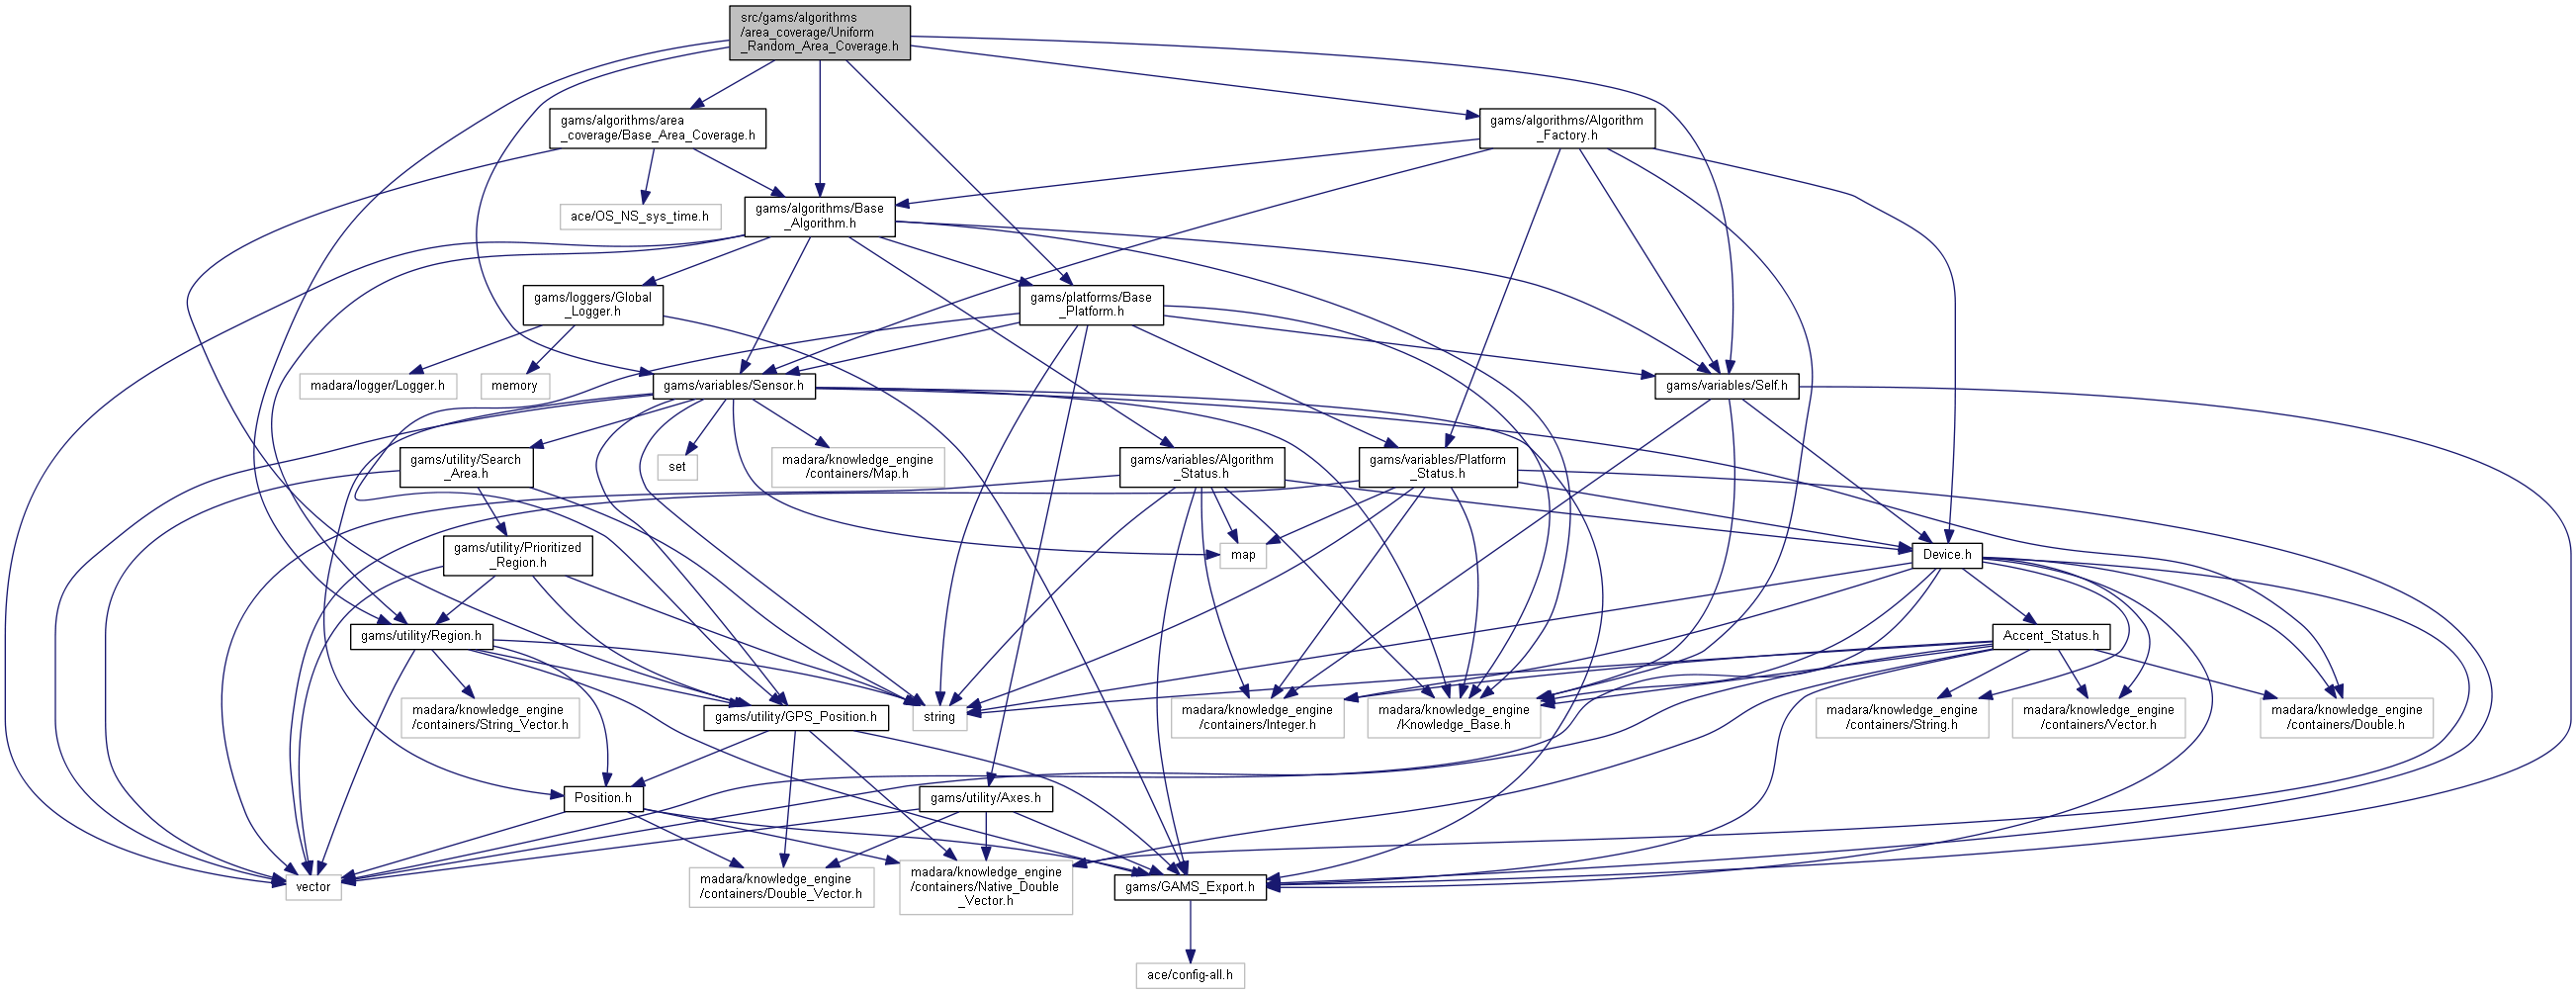 src/gams/algorithms
/area_coverage/Uniform
_Random_Area_Coverage.h
gams/algorithms/area
_coverage/Base_Area_Coverage.h
gams/algorithms/Algorithm
_Factory.h
ace/OS_NS_sys_time.h
gams/algorithms/Base
_Algorithm.h
gams/loggers/Global
_Logger.h
gams/platforms/Base
_Platform.h
madara/logger/Logger.h
memory
gams/variables/Sensor.h
gams/variables/Self.h
gams/utility/Search
_Area.h
set
madara/knowledge_engine
/containers/Map.h
gams/variables/Algorithm
_Status.h
gams/variables/Platform
_Status.h
gams/utility/Prioritized
_Region.h
map
Device.h
gams/utility/Region.h
Accent_Status.h
madara/knowledge_engine
/containers/String_Vector.h
gams/utility/GPS_Position.h
string
madara/knowledge_engine
/containers/Integer.h
madara/knowledge_engine
/Knowledge_Base.h
madara/knowledge_engine
/containers/String.h
madara/knowledge_engine
/containers/Vector.h
madara/knowledge_engine
/containers/Double.h
Position.h
gams/utility/Axes.h
vector
madara/knowledge_engine
/containers/Double_Vector.h
madara/knowledge_engine
/containers/Native_Double
_Vector.h
gams/GAMS_Export.h
ace/config-all.h